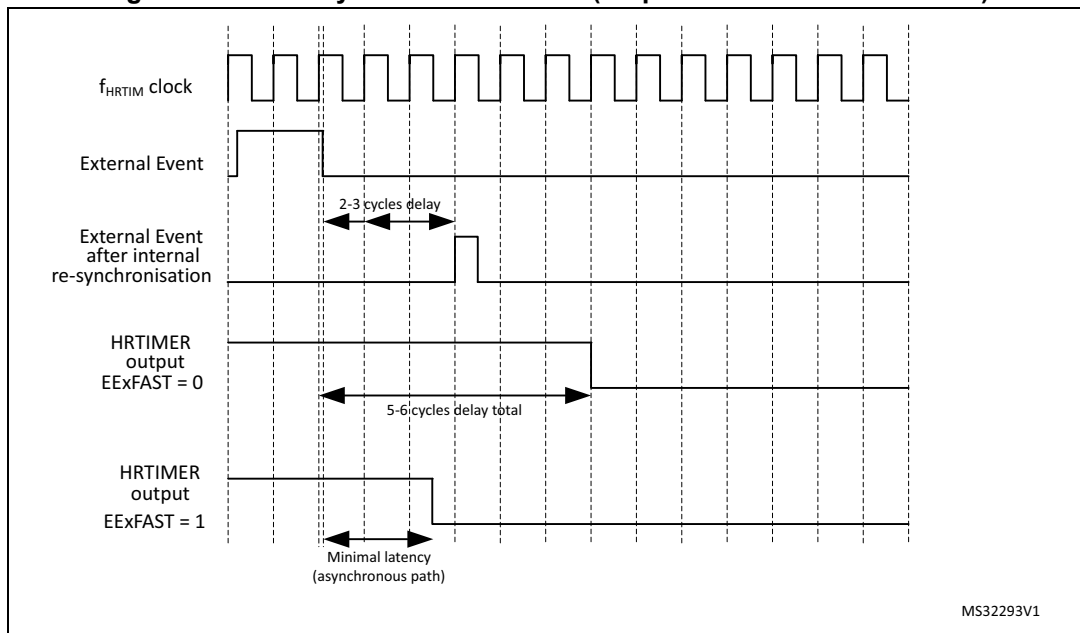 f_HRTIM clock
External Event
2-3 cycles delay
External Event
after internal
re-synchronisation
HRTIMER
output
EExFAST = 0
5-6 cycles delay total
HRTIMER
output
EExFAST = 1
Minimal latency
(asynchronous path)
MS32293V1